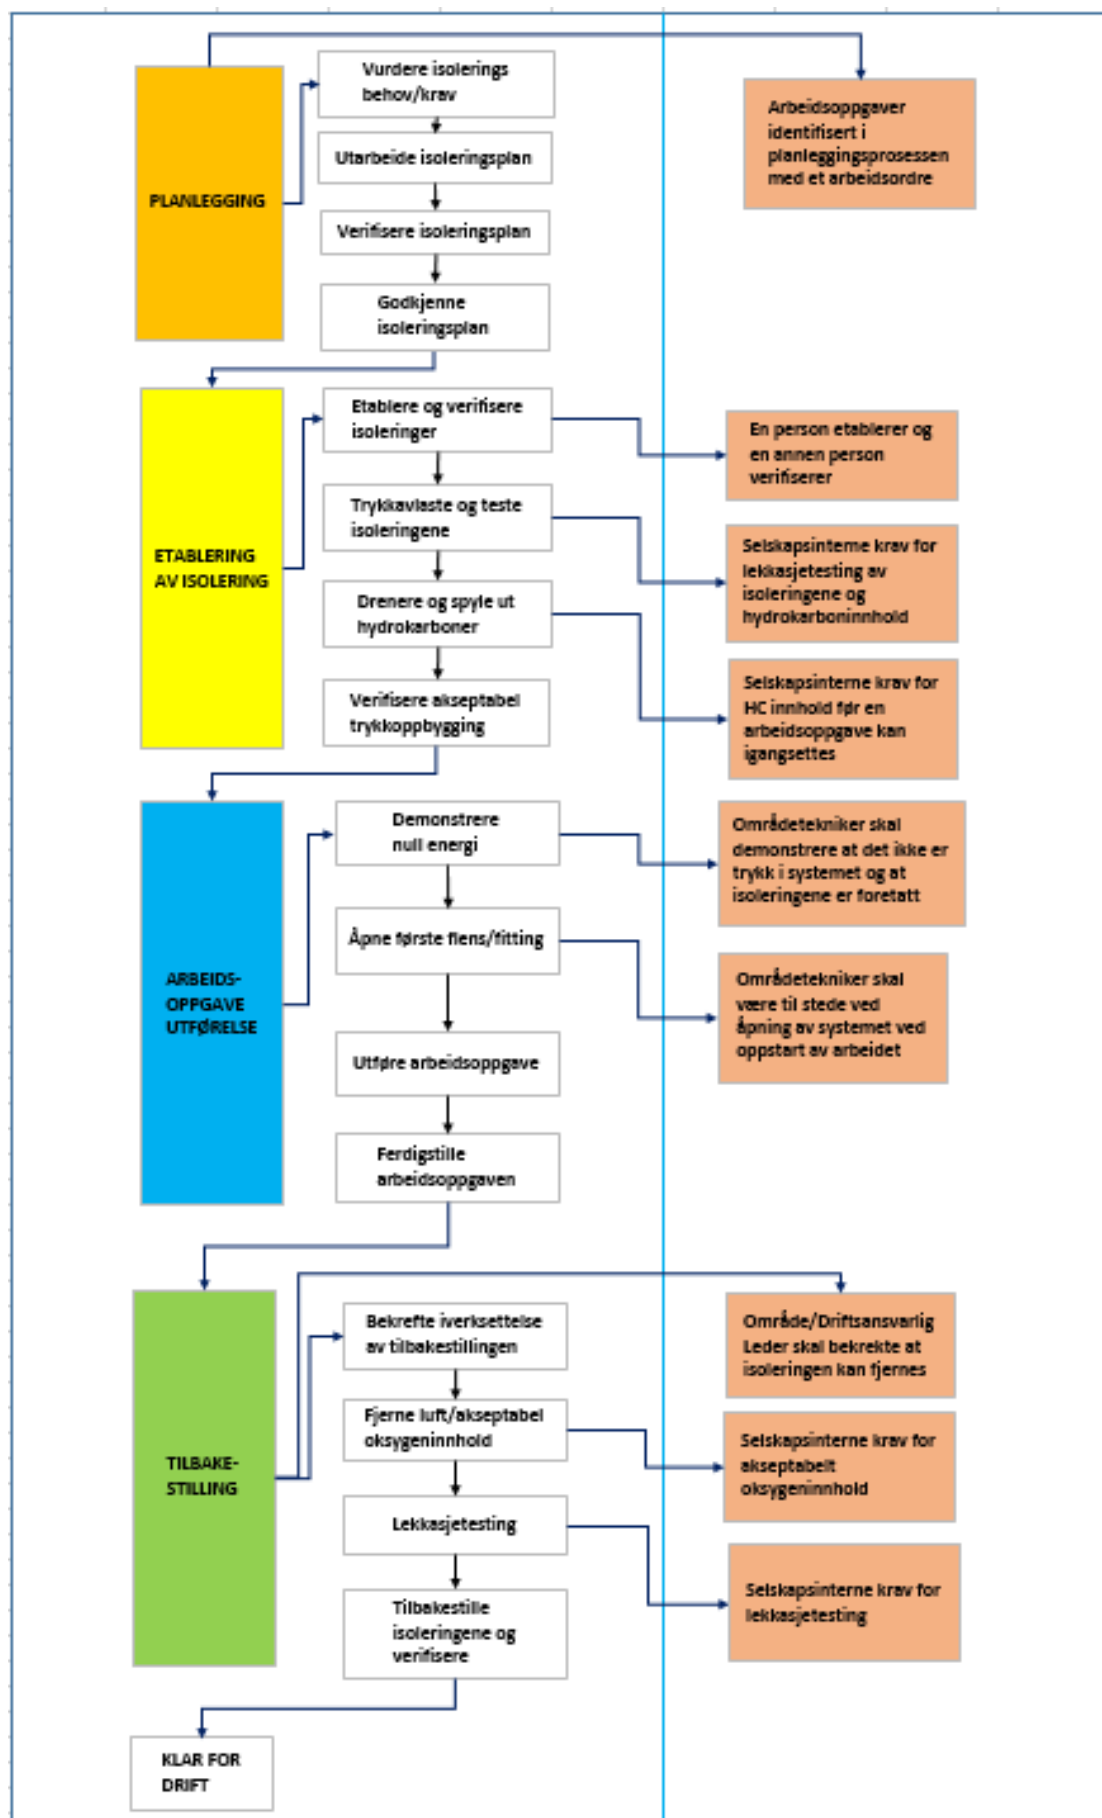 Vurdere isolerings
behov/krav
Arbeidsoppgaver
identifisert i
planleggingsprosessen
med et arbeidsordre
Utarbeide isoleringsplan
PLANLEGGING
Verifisere isoleringsplan
Godkjenne
isoleringsplan
Etablere og verifisere
isoleringer
En person etablerer og
en annen person
verifiserer
Trykkavlaste og teste
isoleringene
ETABLERING
AV ISOLERING
Selskapsinterne krav for
lekkasjetesting av
isoleringene og
hydrokarboninnhold
Drenere og spyle ut
hydrokarboner
Verifisere akseptabel
trykkoppbygging
Selskapsinterne krav for
HC innhold før en
arbeidsoppgave kan
igangsettes
Demonstrere
null energi
Områdetekniker skal
demonstrere at det ikke er
trykk i systemet og at
isoleringene er foretatt
Åpne første flens/fitting
ARBEIDS-
OPPGAVE
UTFØRELSE
Områdetekniker skal
være til stede ved
åpning av systemet ved
oppstart av arbeidet
Utføre arbeidsoppgave
Ferdigstille
arbeidsoppgaven
Bekrefte iverksettelse
av tilbakestillingen
Område/Driftsansvarlig
Leder skal bekrekte at
isoleringen kan fjernes
Fjerne luft/akseptabel
oksygeninnhold
TILBAKE-
STILLING
Selskapsinterne krav for
akseptabelt
oksygeninnhold
Lekkasjetesting
Tilbakestille
isoleringene og
verifisere
Selskapsinterne krav for
lekkasjetesting
KLAR FOR
DRIFT